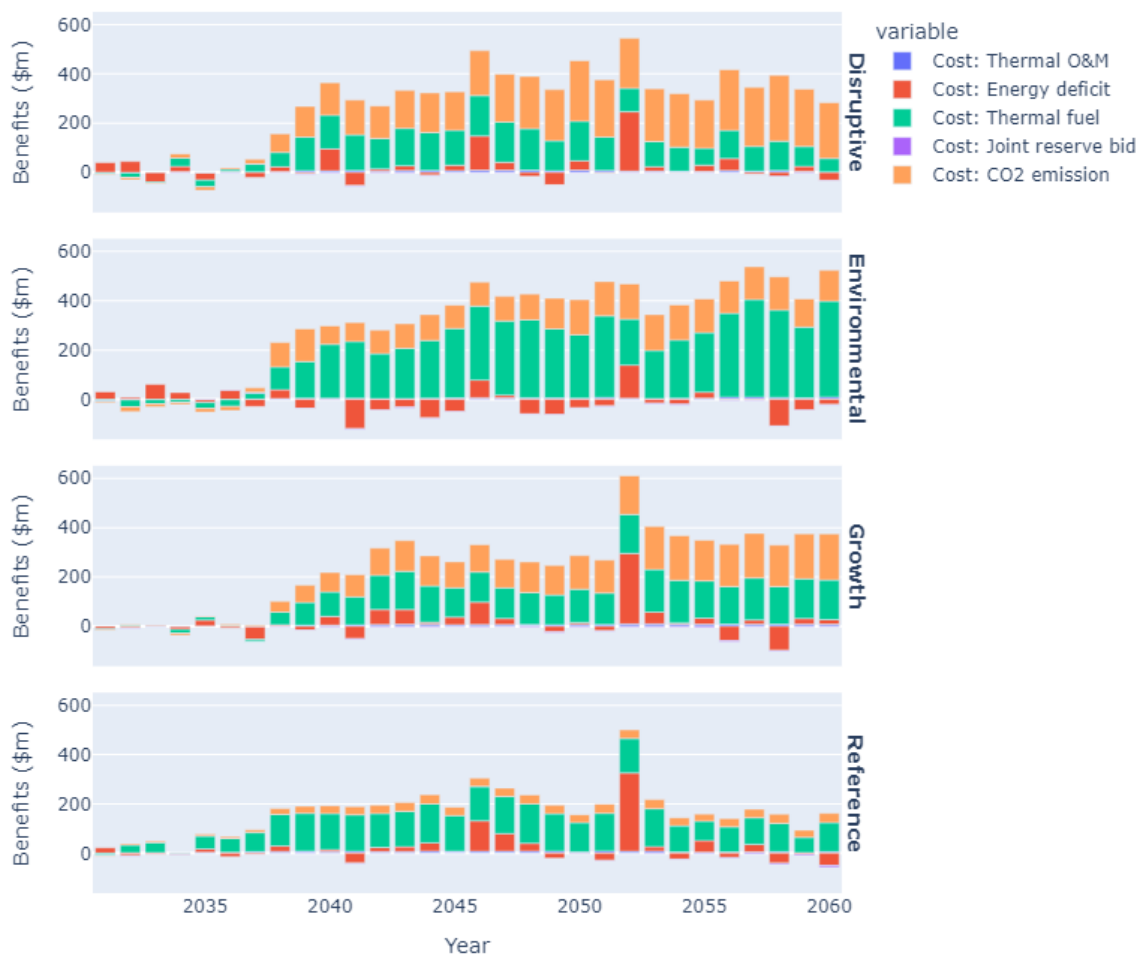 600
400
200
0
Benefits ($m)
Disruptive
variable
Cost: Thermal O&M
Cost: Energy deficit
Cost: Thermal fuel
Cost: Joint reserve bid
Cost: CO2 emission
600
400
200
0
Benefits ($m)
Environmental
600
400
200
0
Benefits ($m)
Growth
600
400
200
0
Benefits ($m)
Reference
2035 2040 2045 2050 2055 2060
Year